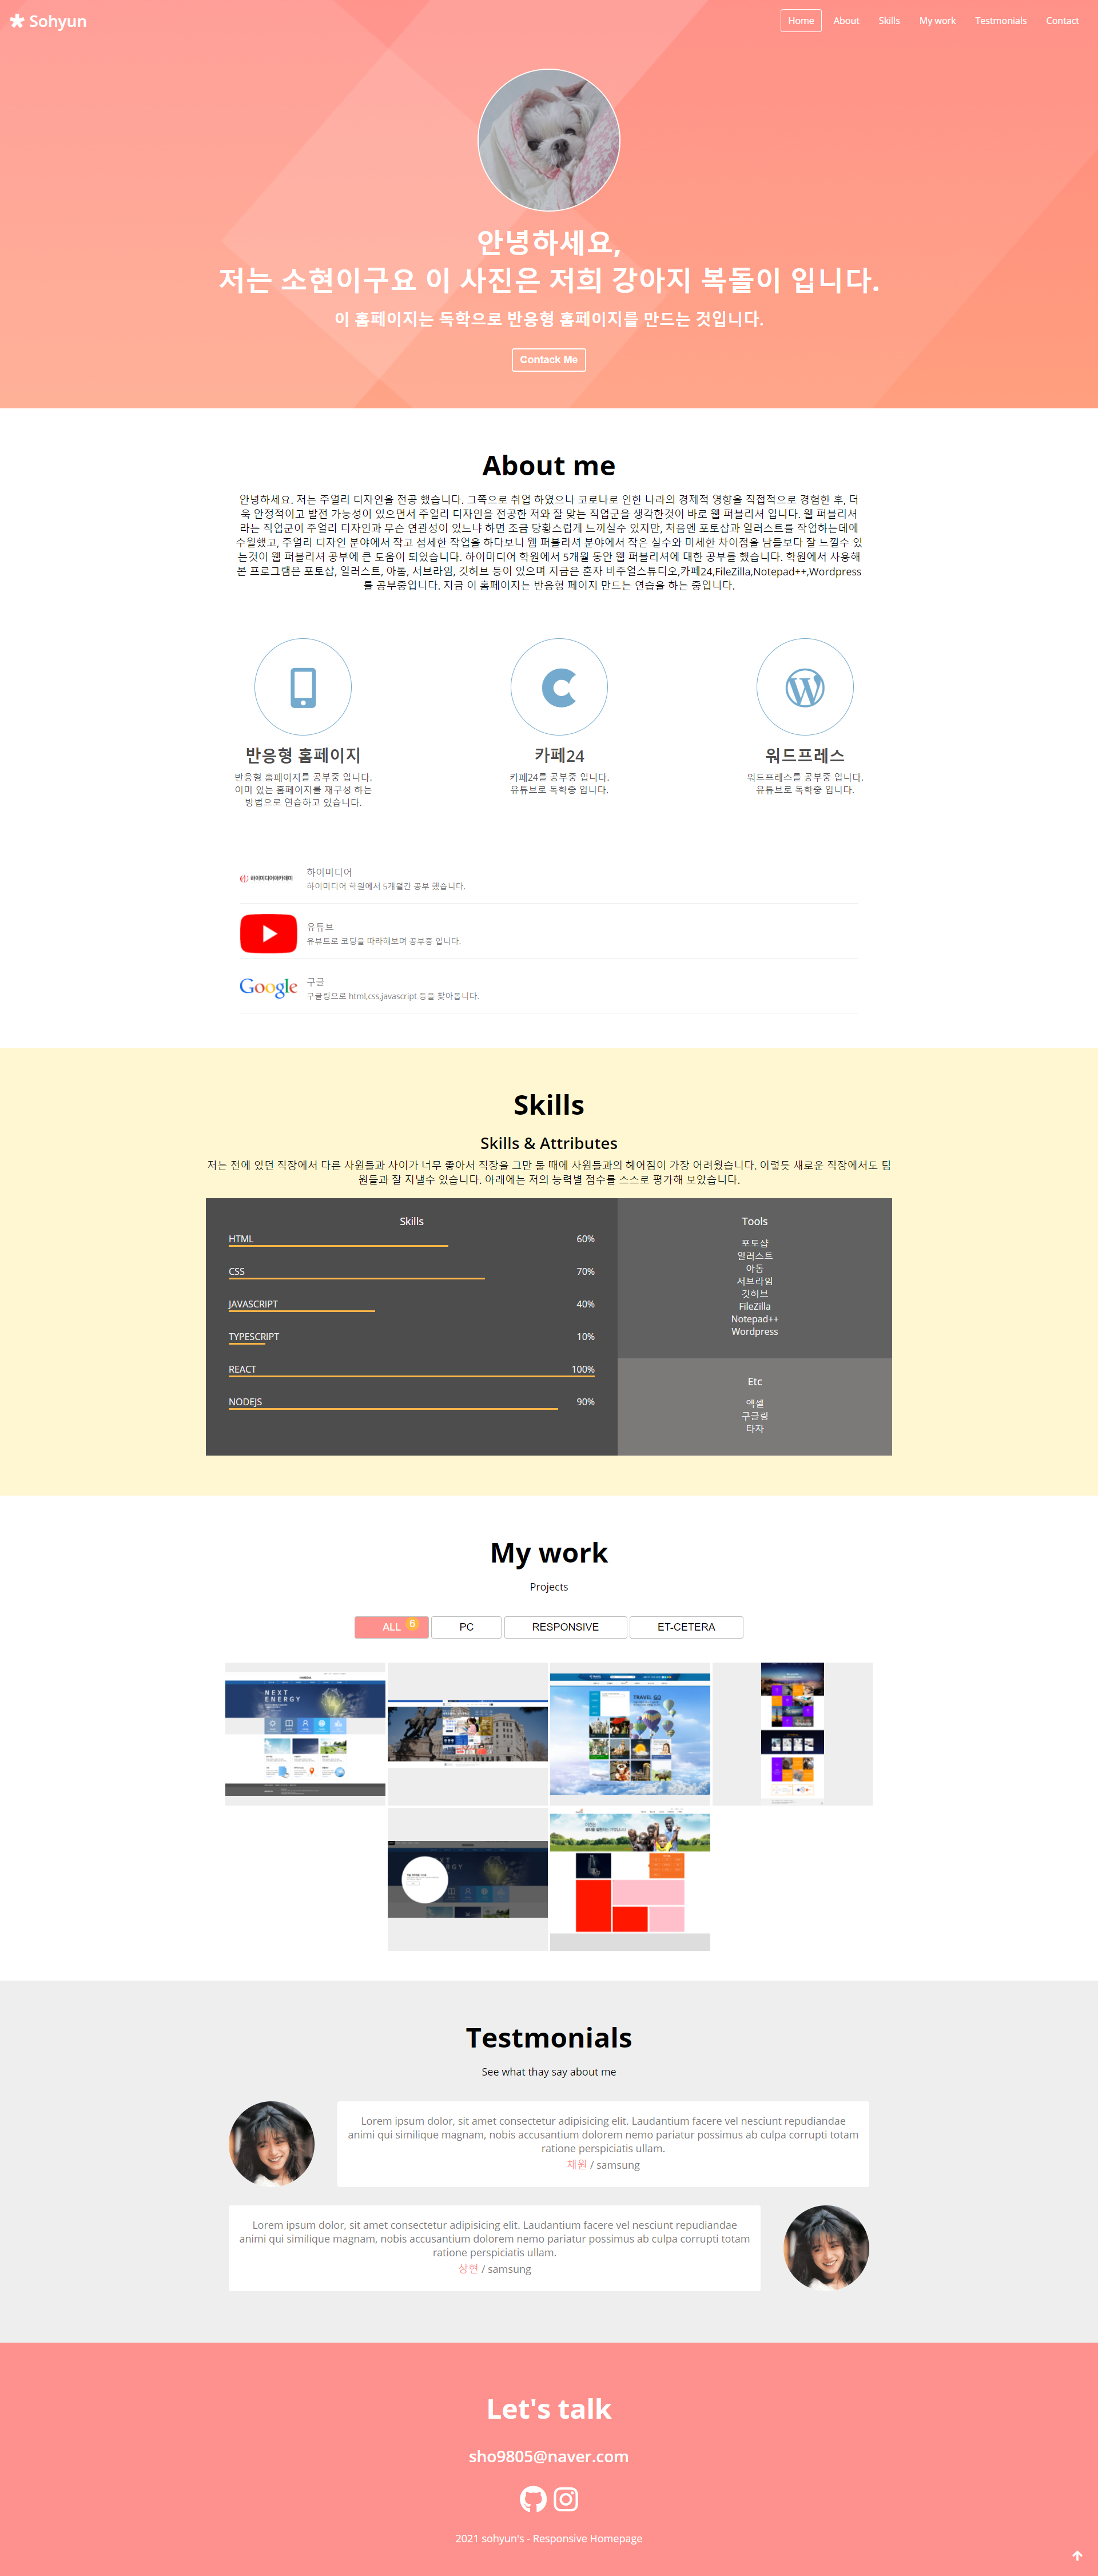 Sohyun
Home About Skills My work Testmonials Contact
안녕하세요,
저는 소현이구요 이 사진은 저희 강아지 복돌이 입니다.
이 홈페이지는 독학으로 반응형 홈페이지를 만드는 것입니다.
Contack Me
About me
안녕하세요. 저는 주얼리 디자인을 전공 했습니다. 그쪽으로 취업 하였으나 코로나로 인한 나라의 경제적 영향을 직접적으로 경험한 후, 더
욱 안정적이고 발전 가능성이 있으면서 주얼리 디자인을 전공한 저와 잘 맞는 직업군을 생각한것이 바로 웹 퍼블리셔 입니다. 웹 퍼블리셔
라는 직업군이 주얼리 디자인과 무슨 연관성이 있느냐 하면 조금 당황스럽게 느끼실수 있지만, 처음엔 포토샵과 일러스트를 작업하는데에
수월했고, 주얼리 디자인 분야에서 작고 섬세한 작업을 하다보니 웹 퍼블리셔 분야에서 작은 실수와 미세한 차이점을 남들보다 잘 느낄수 있
는것이 웹 퍼블리셔 공부에 큰 도움이 되었습니다. 하이미디어 학원에서 5개월 동안 웹 퍼블리셔에 대한 공부를 했습니다. 학원에서 사용해
본 프로그램은 포토샵, 일러스트, 아톰, 서브라임, 깃허브 등이 있으며 지금은 혼자 비주얼스튜디오,카페24,FileZilla,Notepad++,Wordpress
를 공부중입니다. 지금 이 홈페이지는 반응형 페이지 만드는 연습을 하는 중입니다.
반응형 홈페이지
반응형 홈페이지를 공부중 입니다.
이미 있는 홈페이지를 재구성 하는
방법으로 연습하고 있습니다.
카페24
카페24를 공부중 입니다.
유튜브로 독학중 입니다.
워드프레스
워드프레스를 공부중 입니다.
유튜브로 독학중 입니다.
하이미디어아카데미
하이미디어
하이미디어 학원에서 5개월간 공부 했습니다.
유튜브
유뷰트로 코딩을 따라해보며 공부중 입니다.
Google
구글
구글링으로 html,css,javascript 등을 찾아봅니다.
Skills
Skills & Attributes
저는 전에 있던 직장에서 다른 사원들과 사이가 너무 좋아서 직장을 그만 둘 때에 사원들과의 헤어짐이 가장 어려웠습니다. 이렇듯 새로운 직장에서도 팀
원들과 잘 지낼수 있습니다. 아래에는 저의 능력별 점수를 스스로 평가해 보았습니다.
Skills
HTML 60%
CSS 70%
JAVASCRIPT 40%
TYPESCRIPT 10%
REACT 100%
NODEJS 90%
Tools
포토샵
일러스트
아톰
서브라임
깃허브
FileZilla
Notepad++
Wordpress
Etc
엑셀
구글링
타자
My work
Projects
ALL 6 PC RESPONSIVE ET-CETERA
NEXT
ENERGY
TRAVEL GO
Testmonials
See what thay say about me
Lorem ipsum dolor, sit amet consectetur adipisicing elit. Laudantium facere vel nesciunt repudiandae
animi qui similique magnam, nobis accusantium dolorem nemo pariatur possimus ab culpa corrupti totam
ratione perspiciatis ullam.
채원 / samsung
Lorem ipsum dolor, sit amet consectetur adipisicing elit. Laudantium facere vel nesciunt repudiandae
animi qui similique magnam, nobis accusantium dolorem nemo pariatur possimus ab culpa corrupti totam
ratione perspiciatis ullam.
상현 / samsung
Let's talk
sho9805@naver.com
2021 sohyun's - Responsive Homepage